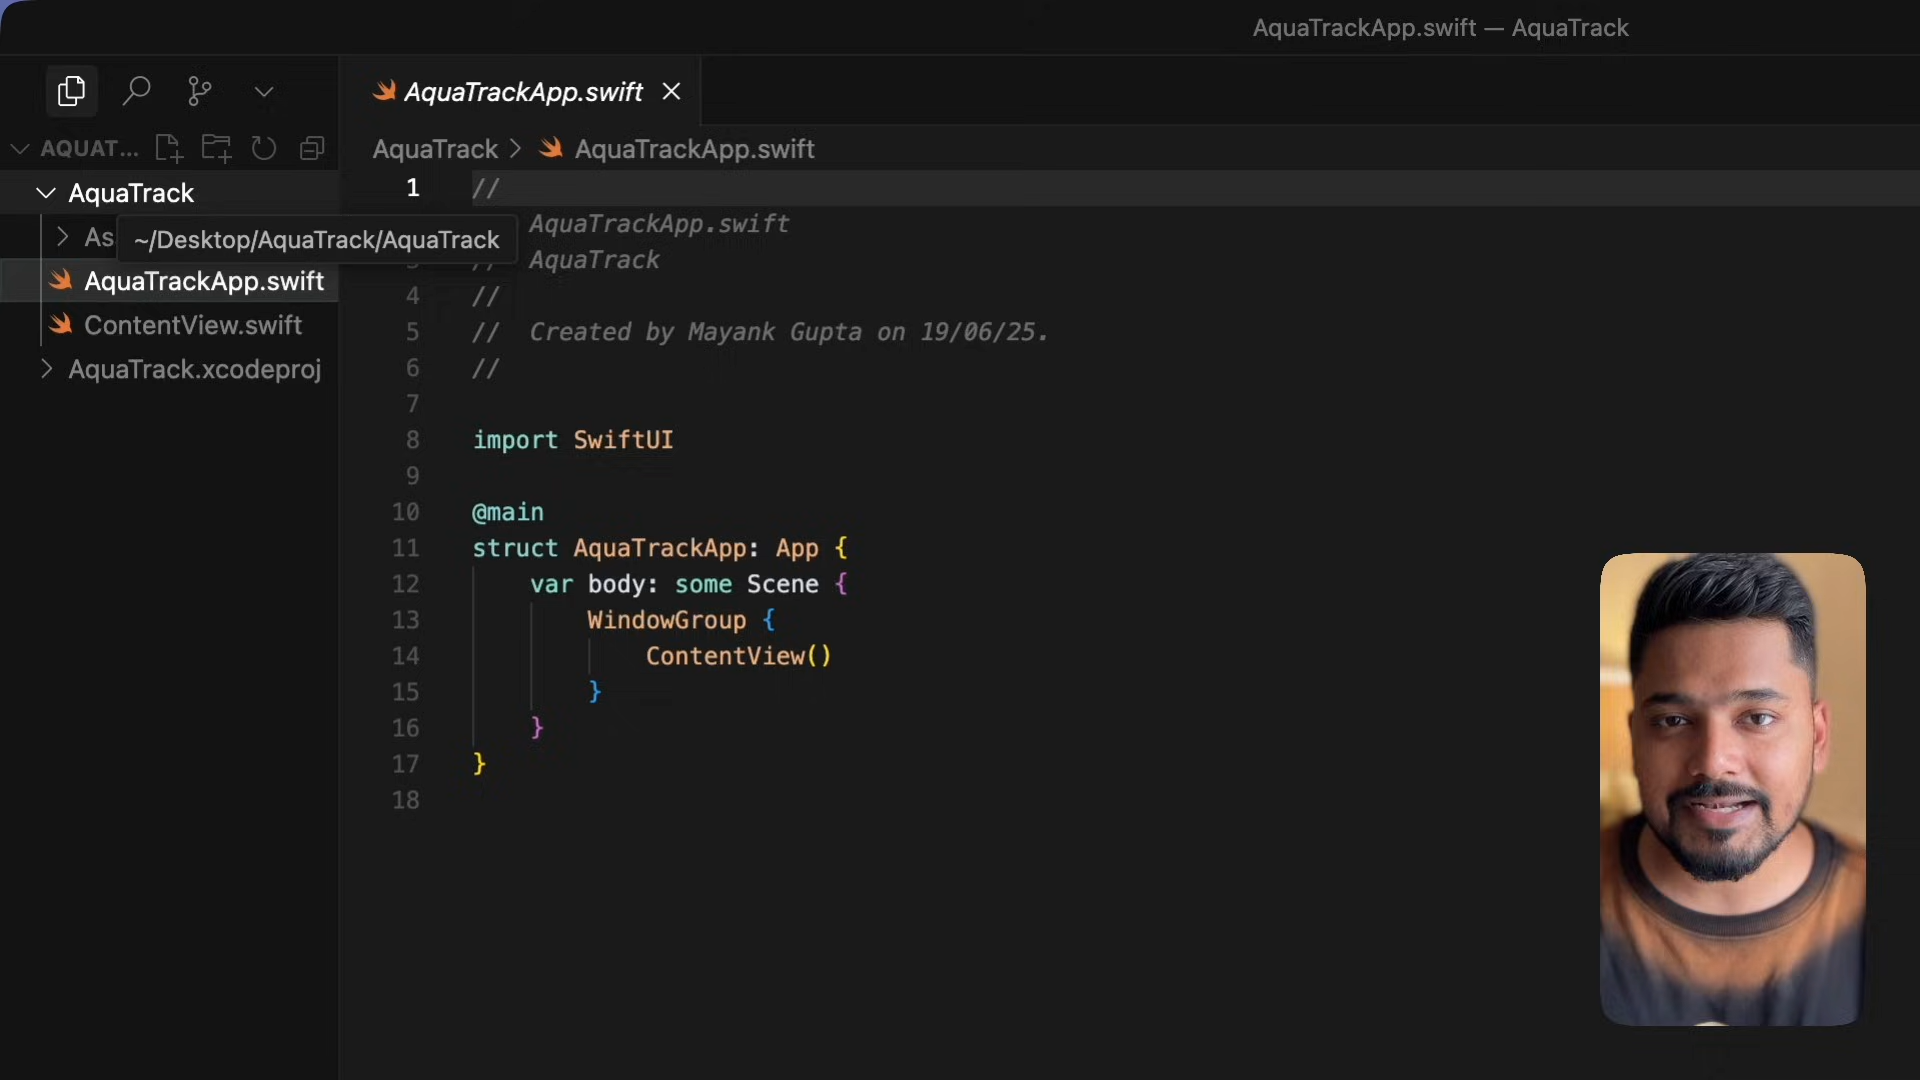 AquaTrackApp.swift — AquaTrack
AquaTrackApp.swift
AQUAT...
AquaTrack > AquaTrackApp.swift
AquaTrack
As
~/Desktop/AquaTrack/AquaTrack
AquaTrackApp.swift
ContentView.swift
AquaTrack.xcodeproj
1 //
AquaTrackApp.swift
3 // AquaTrack
4 //
5 // Created by Mayank Gupta on 19/06/25.
6 //
7
8 import SwiftUI
9
10 @main
11 struct AquaTrackApp: App {
12 var body: some Scene {
13 WindowGroup {
14 ContentView()
15 }
16 }
17 }
18